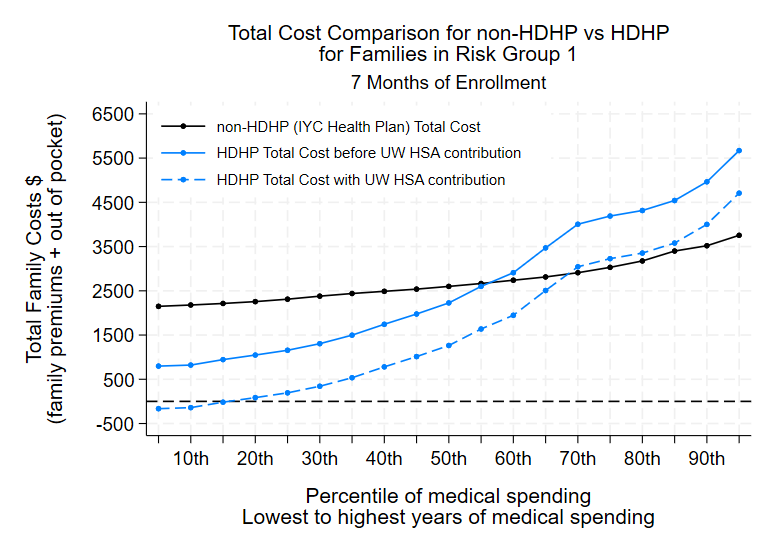 Total Cost Comparison for non-HDHP vs HDHP
for Families in Risk Group 1
7 Months of Enrollment
Total Family Costs $
(family premiums + out of pocket)
6500
5500
4500
3500
2500
1500
500
-500
non-HDHP (IYC Health Plan) Total Cost
HDHP Total Cost before UW HSA contribution
HDHP Total Cost with UW HSA contribution
10th 20th 30th 40th 50th 60th 70th 80th 90th
Percentile of medical spending
Lowest to highest years of medical spending